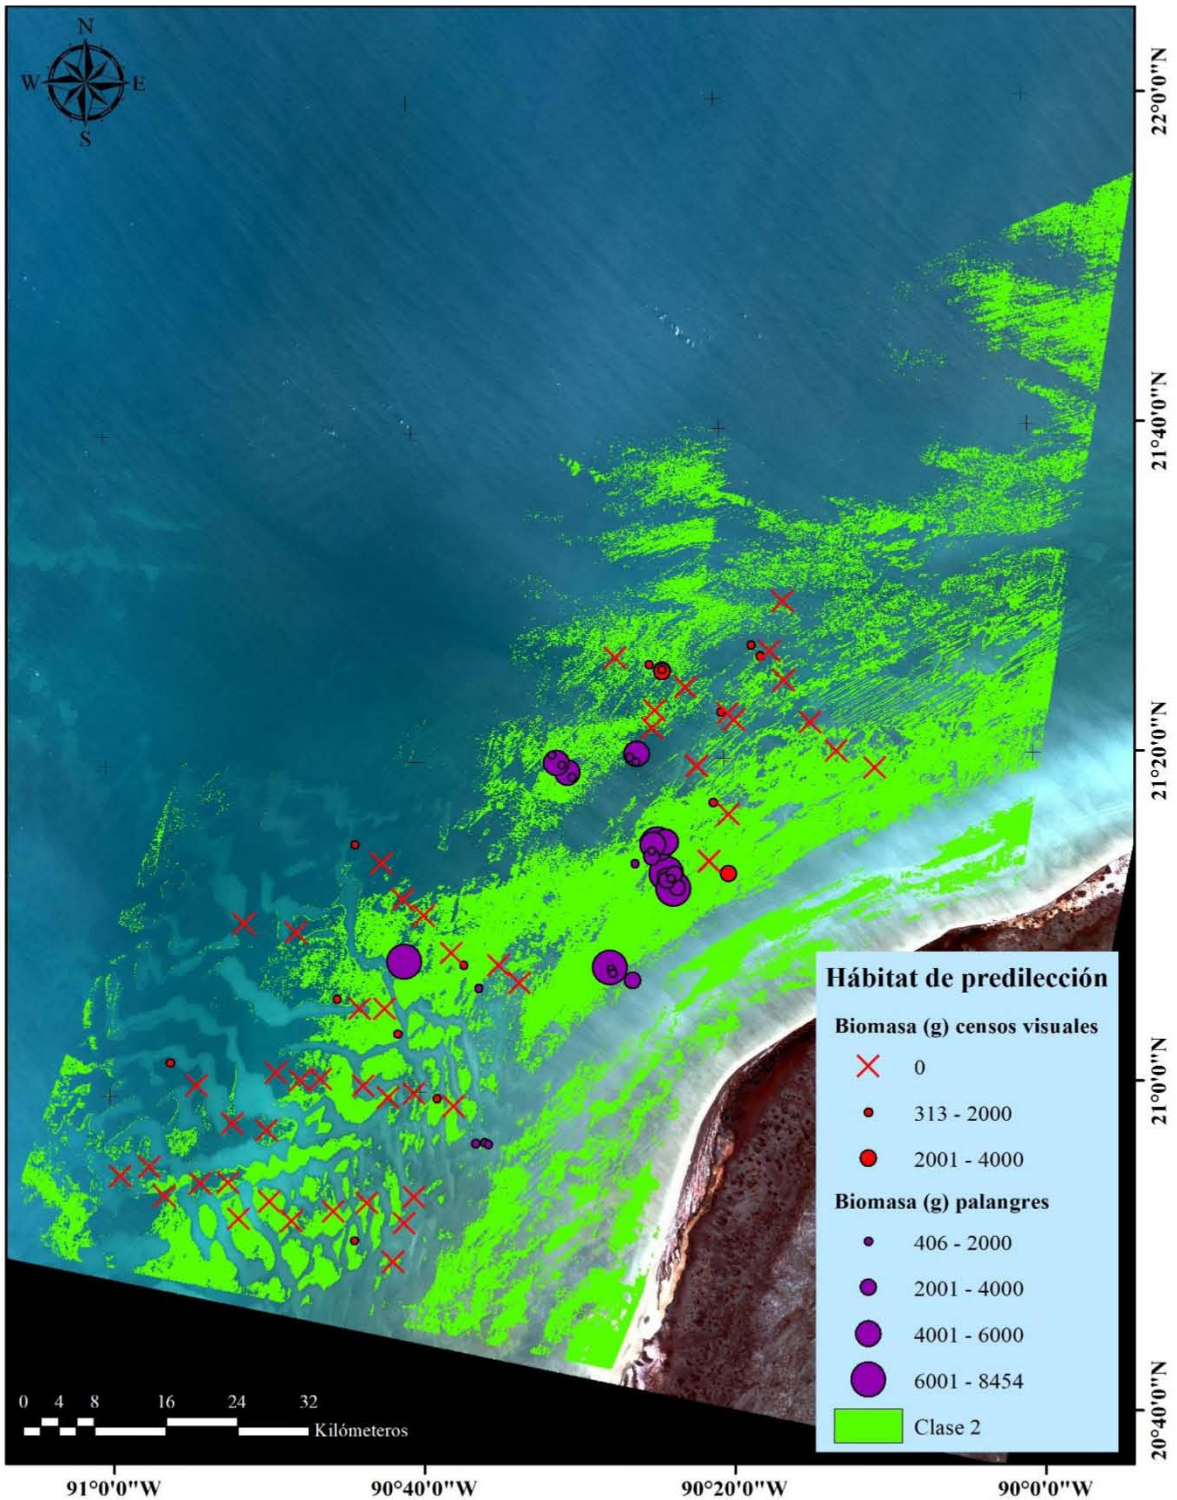 N
W E
S
22°0'0"N
21°40'0"N
21°20'0"N
21°0'0"N
20°40'0"N
Hábitat de predilección
Biomasa (g) censos visuales
0
313 - 2000
2001 - 4000
Biomasa (g) palangres
406 - 2000
2001 - 4000
4001 - 6000
6001 - 8454
Clase 2
0 4 8 16 24 32
Kilómeteros
91°0'0"W 90°40'0"W 90°20'0"W 90°0'0"W